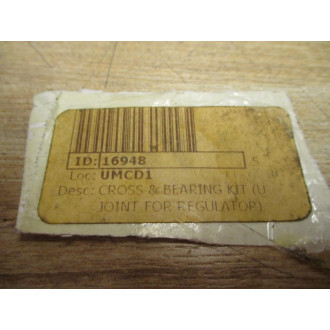 ID: 16948
Loc: UMCD1
Desc: CROSS & BEARING KIT (U
JOINT FOR REGULATOR)